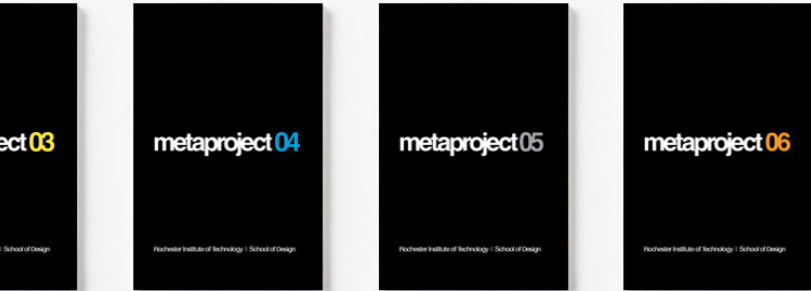 ect 03
School of Design
metaproject 04
Rochester Institute of Technology | School of Design
metaproject 05
Rochester Institute of Technology | School of Design
metaproject 06
Rochester Institute of Technology | School of Design